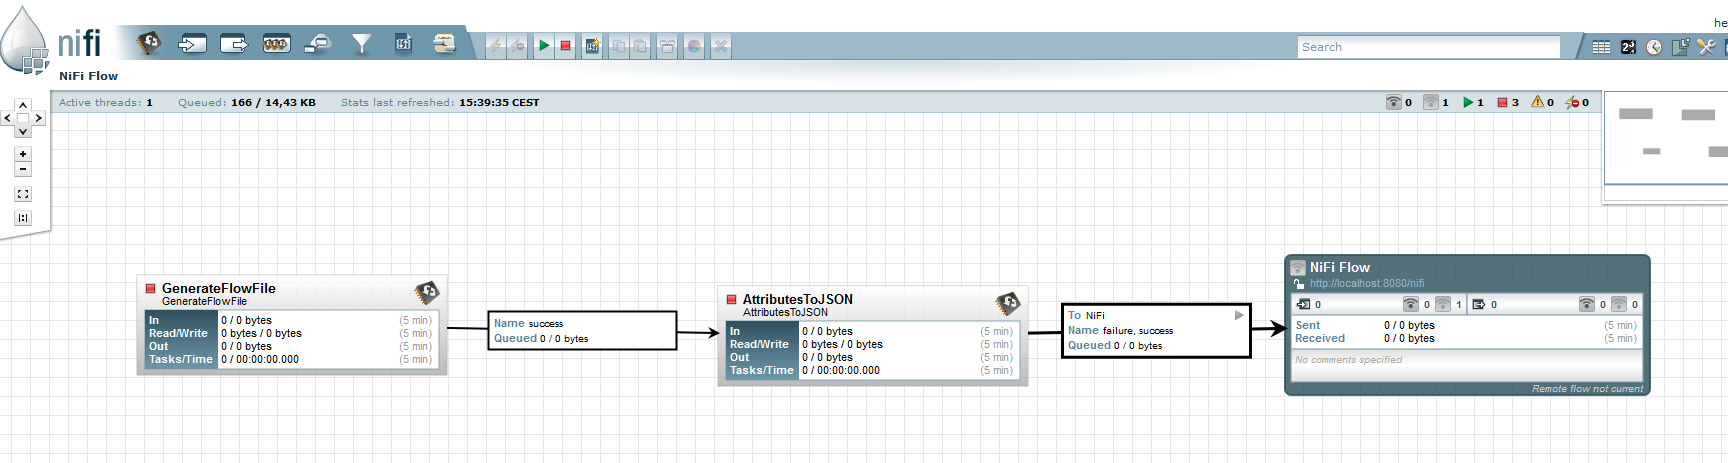 he
nifi
Search
NiFi Flow
Active threads: 1 Queued: 166 / 14,43 KB Stats last refreshed: 15:39:35 CEST 0 1 1 3 0 0
GenerateFlowFile
GenerateFlowFile
In 0 / 0 bytes (5 min)
Read/Write 0 bytes / 0 bytes (5 min)
Out 0 / 0 bytes (5 min)
Tasks/Time 0 / 00:00:00.000 (5 min)
Name success
Queued 0 / 0 bytes
AttributesToJSON
AttributesToJSON
In 0 / 0 bytes (5 min)
Read/Write 0 bytes / 0 bytes (5 min)
Out 0 / 0 bytes (5 min)
Tasks/Time 0 / 00:00:00.000 (5 min)
To NiFi
Name failure, success
Queued 0 / 0 bytes
NiFi Flow
http://localhost:8080/nifi
0 0 1 0 0 0
Sent 0 / 0 bytes (5 min)
Received 0 / 0 bytes (5 min)
No comments specified
Remote flow not current